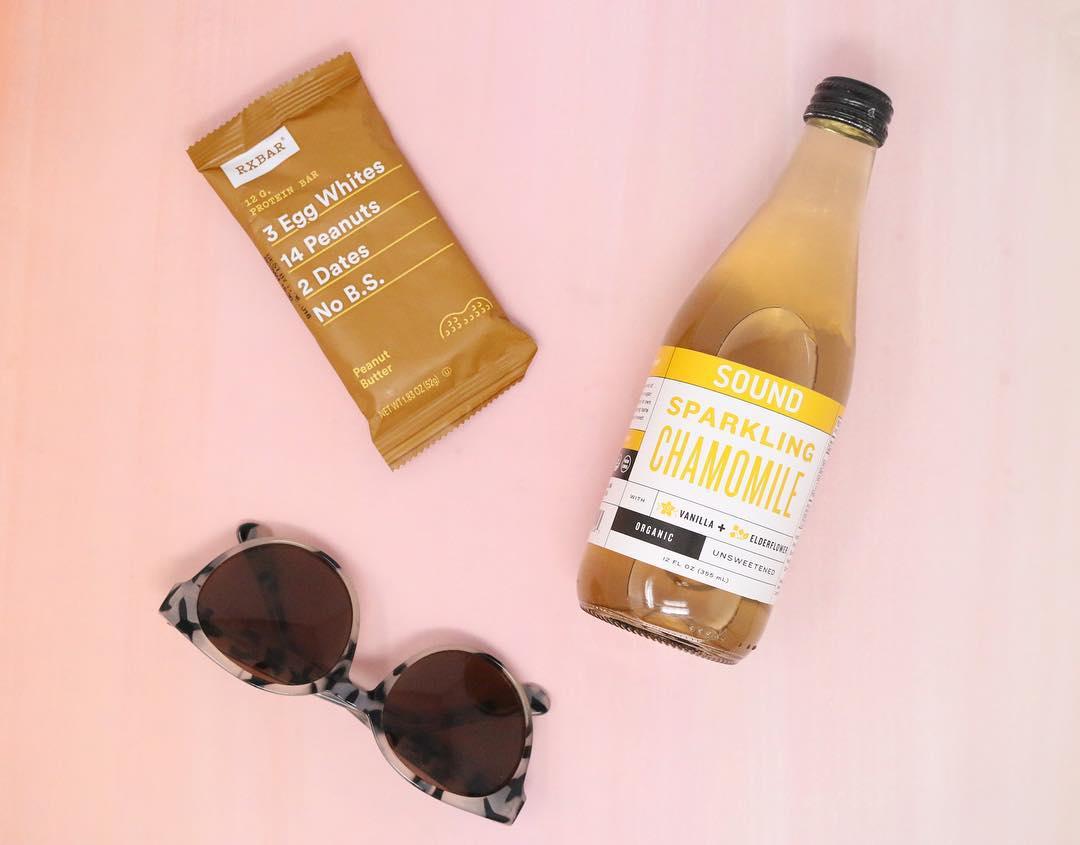 RXBAR®
12 G.
PROTEIN BAR
3 Egg Whites
14 Peanuts
2 Dates
No B.S.
Peanut
Butter
NET WT 1.83 OZ (52g)
SOUND
SPARKLING
CHAMOMILE
WITH VANILLA + ELDERFLOWER
ORGANIC UNSWEETENED
12 FL OZ (355 mL)